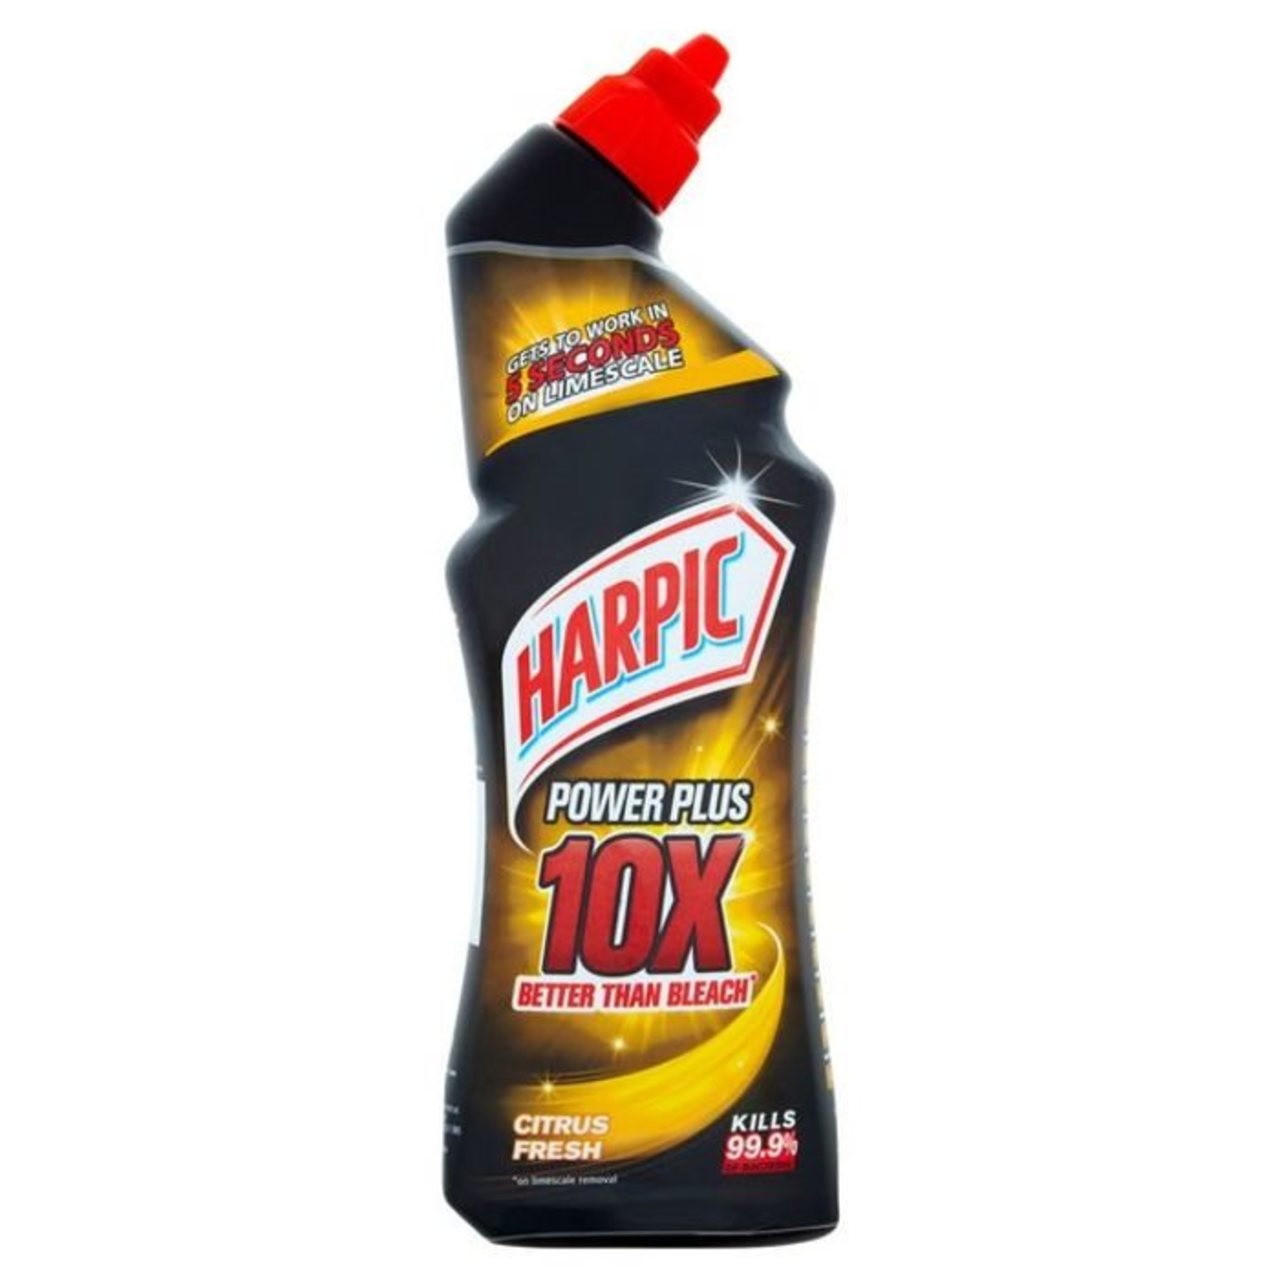 GETS TO WORK IN
5 SECONDS
ON LIMESCALE
HARPIC
POWER PLUS
10X
BETTER THAN BLEACH*
CITRUS
FRESH
*on limescale removal
KILLS
99.9%